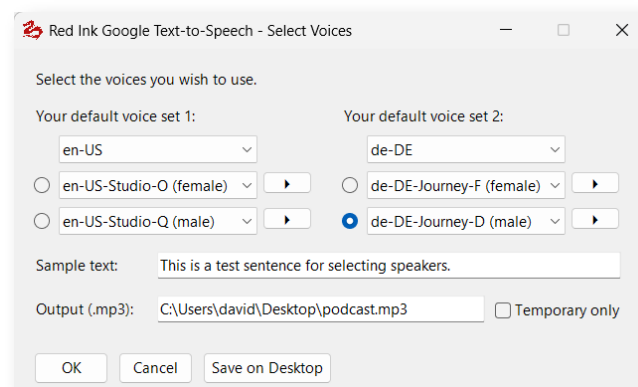 Red Ink Google Text-to-Speech - Select Voices
Select the voices you wish to use.
Your default voice set 1: Your default voice set 2:
en-US de-DE
en-US-Studio-O (female) de-DE-Journey-F (female)
en-US-Studio-Q (male) de-DE-Journey-D (male)
Sample text: This is a test sentence for selecting speakers.
Output (.mp3): C:\Users\david\Desktop\podcast.mp3 Temporary only
OK Cancel Save on Desktop